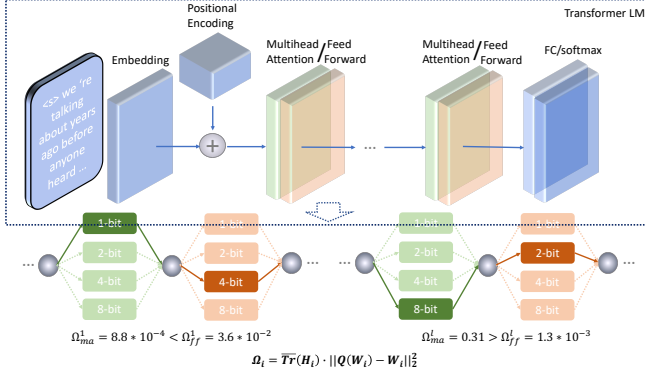 Transformer LM
Positional
Encoding
Embedding
Multihead
Attention
/
Feed
Forward
Multihead
Attention
/
Feed
Forward
FC/softmax
<s> we 're
talking
about years
ago before
anyone
heard ...
+
...
1-bit
2-bit
4-bit
8-bit
1-bit
2-bit
4-bit
8-bit
1-bit
2-bit
4-bit
8-bit
1-bit
2-bit
4-bit
8-bit
...
...
...
...
Ω¹ₘₐ = 8.8 * 10⁻⁴ < Ω¹_ff = 3.6 * 10⁻²
Ωˡₘₐ = 0.31 > Ωˡ_ff = 1.3 * 10⁻³
Ωᵢ = T̅r̅(Hᵢ) · ||Q(Wᵢ) − Wᵢ||₂²